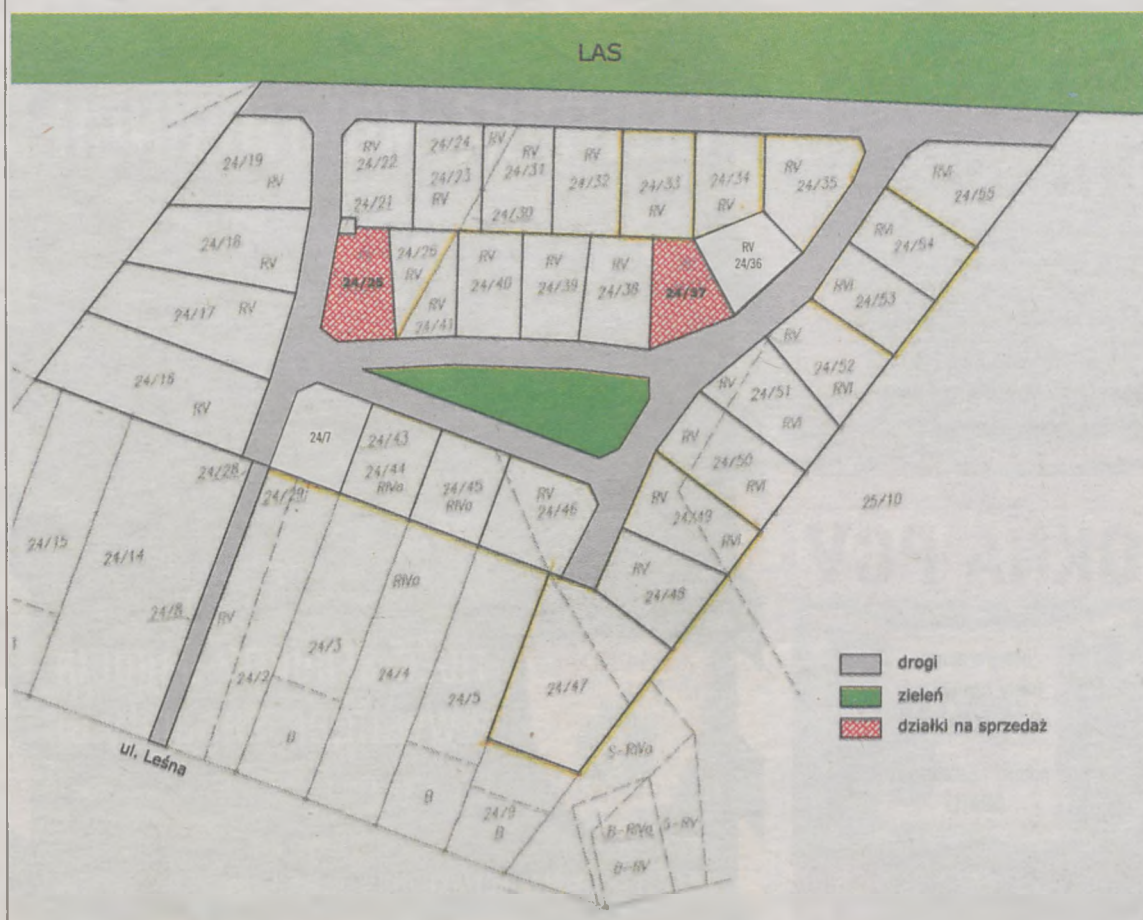 LAS
24/19
RV
RV
24/22
24/21
24/24
24/23
RV
RV
RV
24/31
24/30
RV
24/32
24/33
RV
24/34
RV
RV
24/35
RVI
24/55
24/18
RV
RVI
24/54
24/26
RV
RV
24/41
RV
24/40
RV
24/39
RV
24/38
24/37
RV
24/36
RVI
24/53
24/17
RV
RV
24/52
RVI
24/16
RV
RV
24/51
RVI
24/7
24/43
24/44
RIVa
24/45
RIVa
RV
24/46
RV
24/50
RVI
24/28
24/29
RV
24/49
RVI
25/10
24/15
24/14
RIVa
RV
24/48
24/8
RV
24/3
24/2
24/4
24/5
24/47
drogi
zieleń
działki na sprzedaż
ul. Leśna
B
B
24/9
B
S-RIVa
B-RIVa
S-RV
B-RV